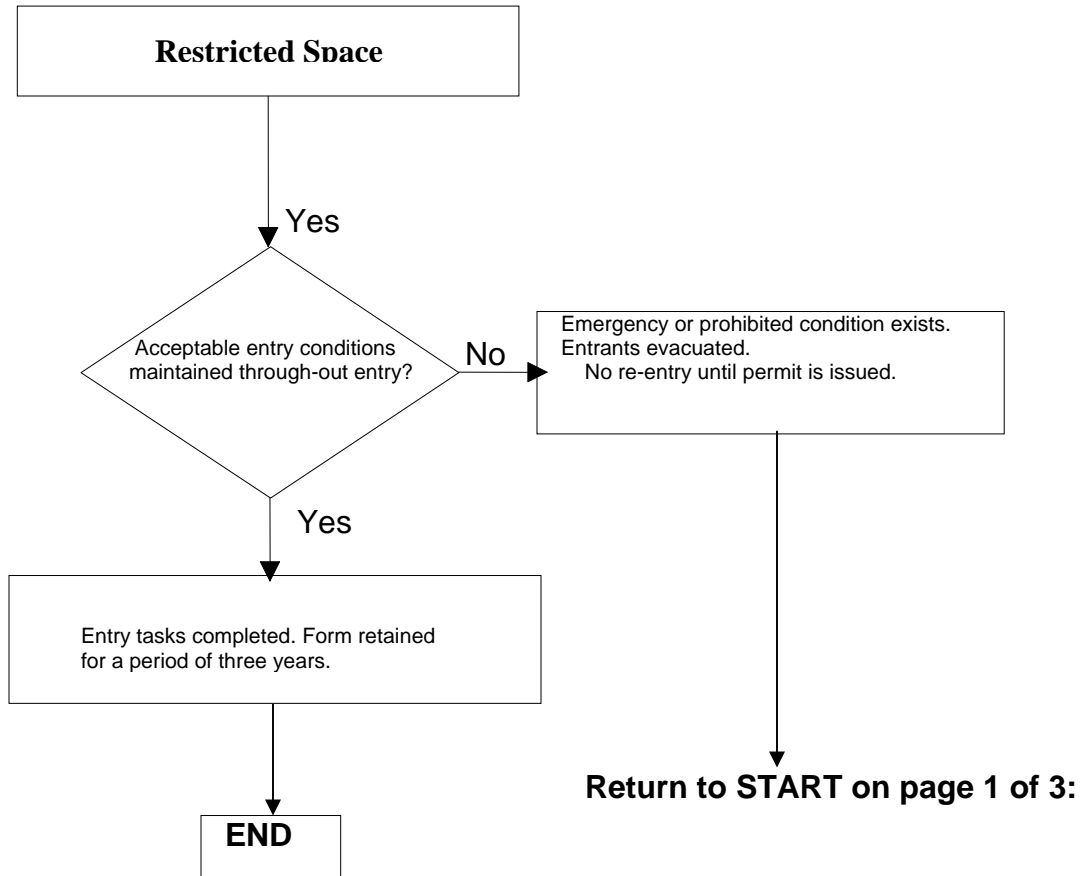 Restricted Space
Yes
Acceptable entry conditions
maintained through-out entry?
No
Emergency or prohibited condition exists.
Entrants evacuated.
No re-entry until permit is issued.
Yes
Entry tasks completed. Form retained
for a period of three years.
Return to START on page 1 of 3:
END